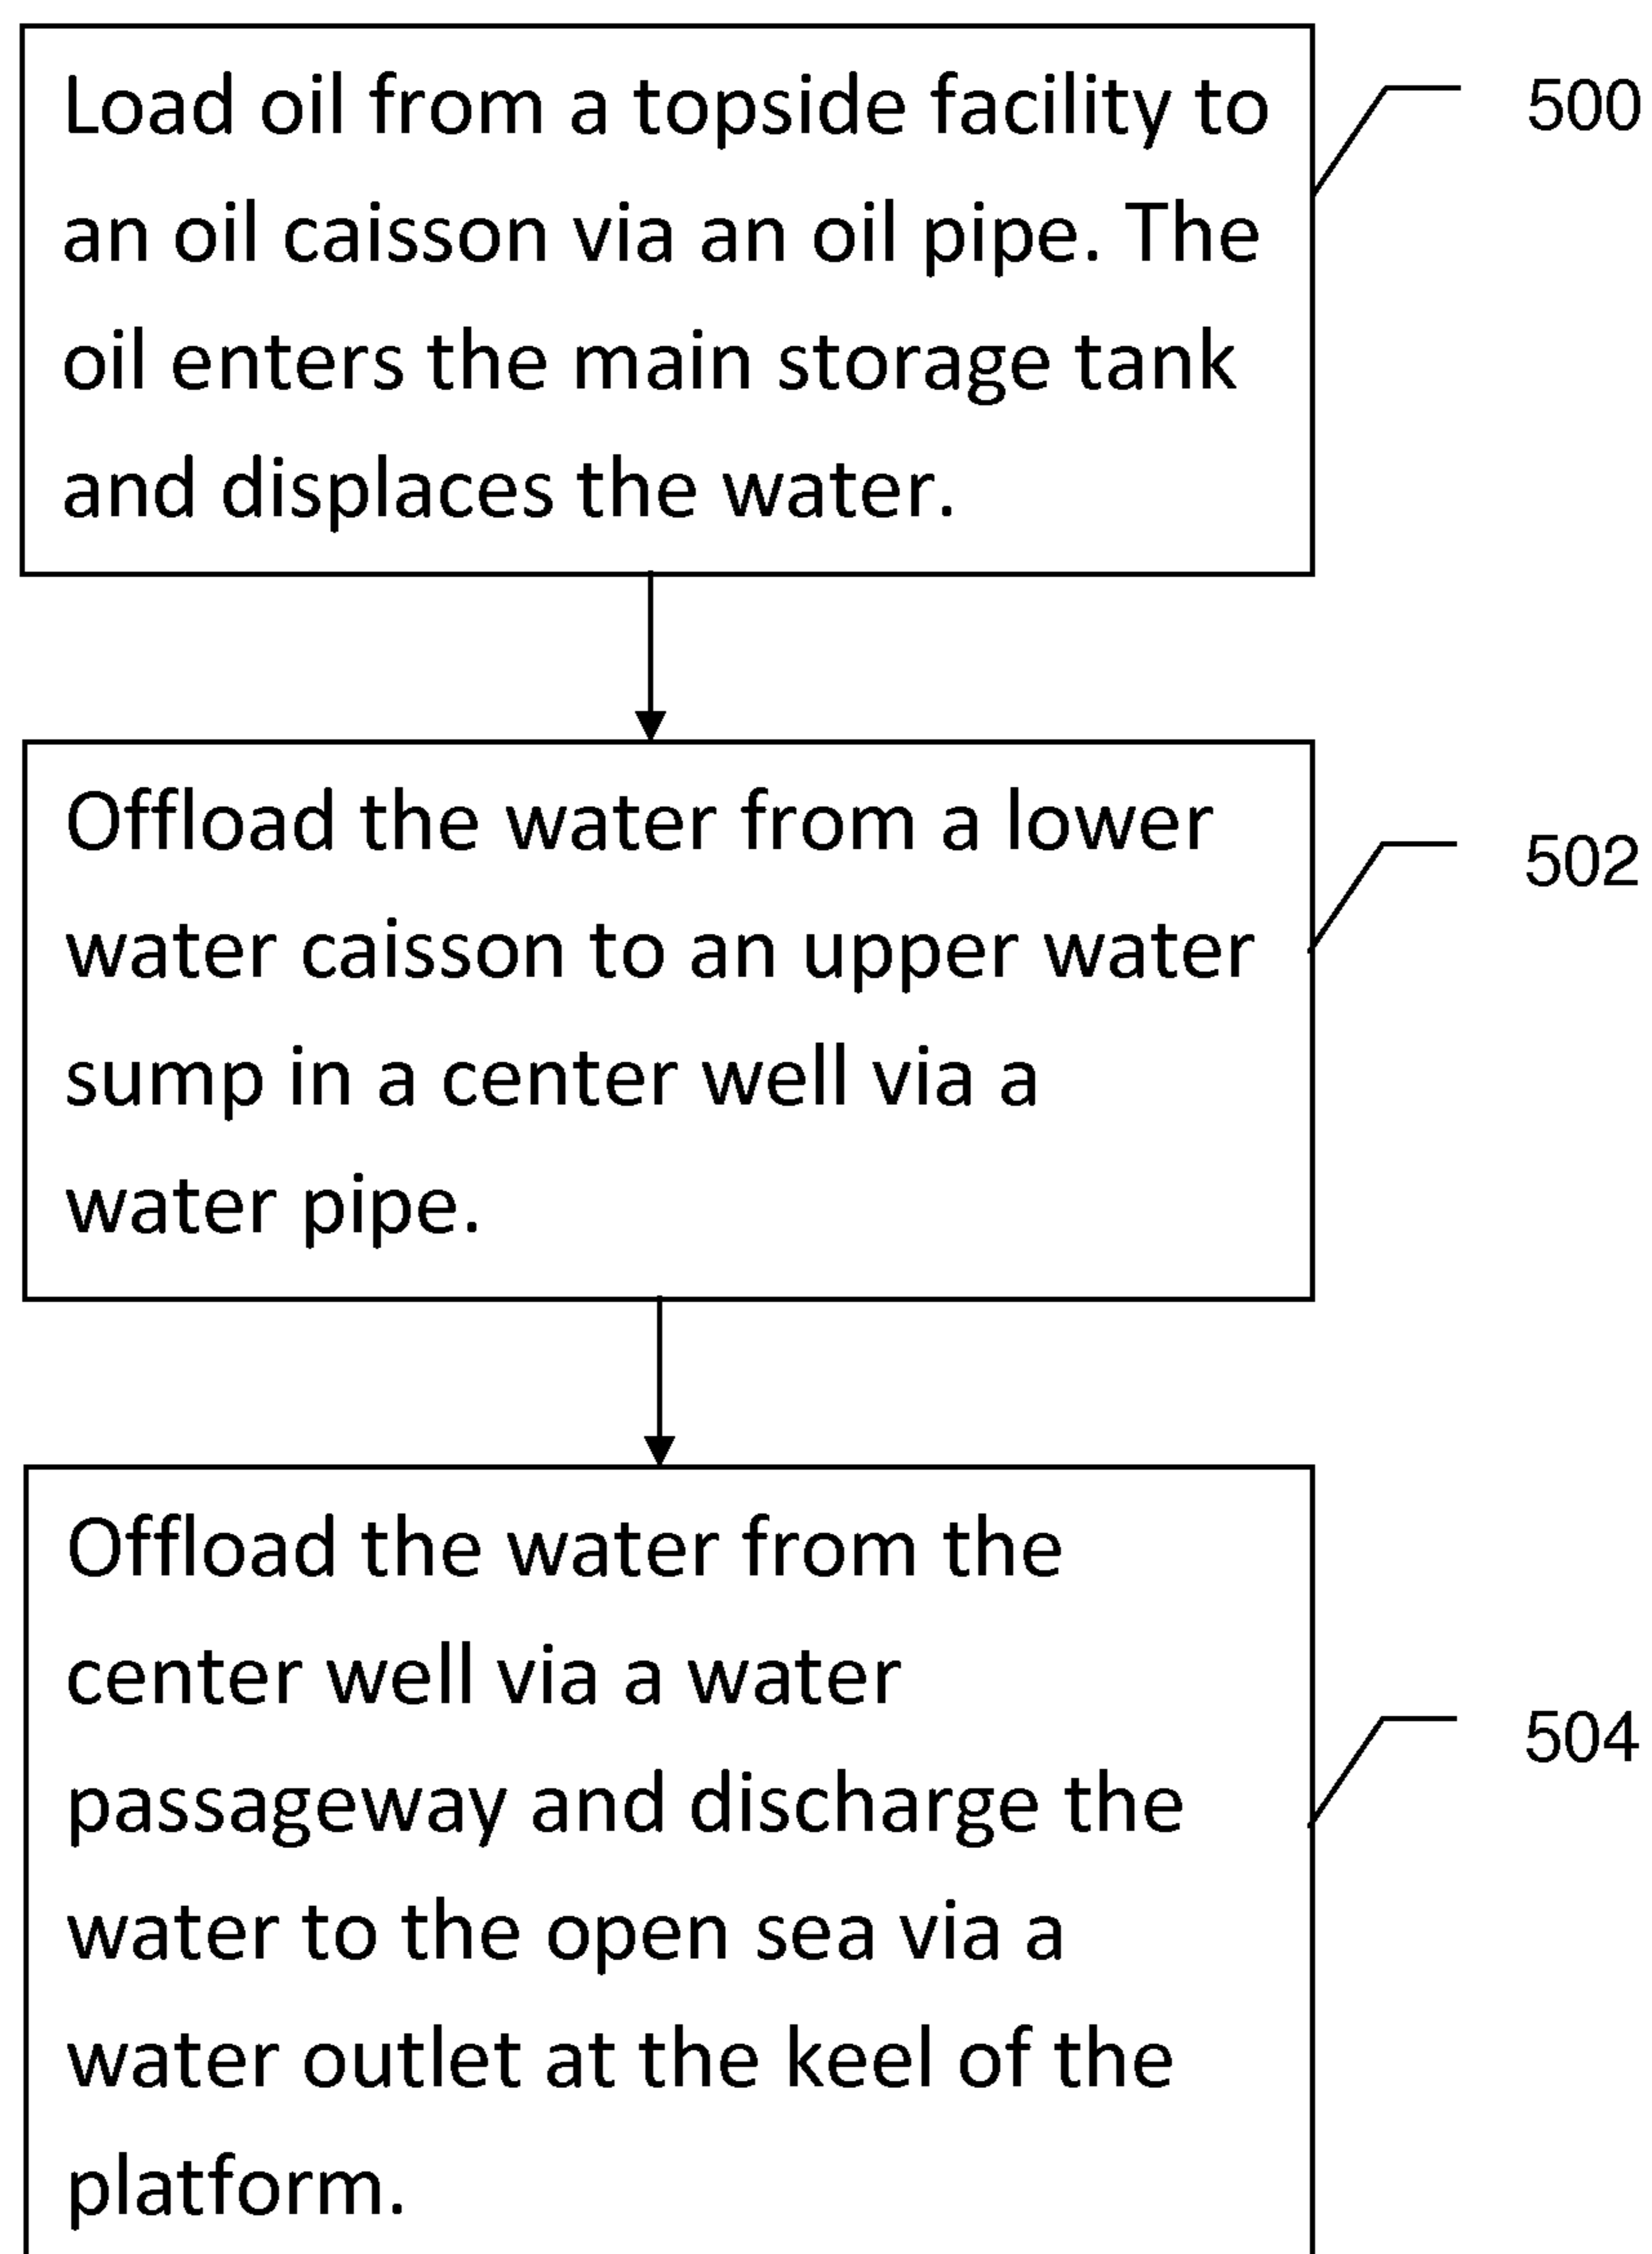 Load oil from a topside facility to
an oil caisson via an oil pipe. The
oil enters the main storage tank
and displaces the water.
500
Offload the water from a lower
water caisson to an upper water
sump in a center well via a
water pipe.
502
Offload the water from the
center well via a water
passageway and discharge the
water to the open sea via a
water outlet at the keel of the
platform.
504